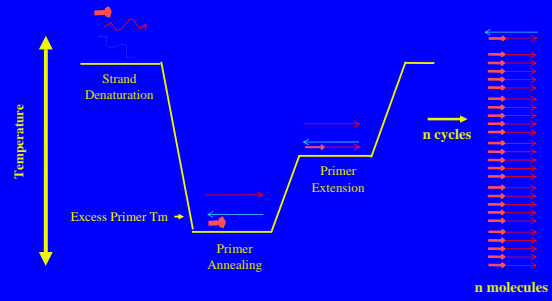 Strand
Denaturation
Temperature
n cycles
Primer
Extension
Excess Primer Tm
Primer
Annealing
n molecules